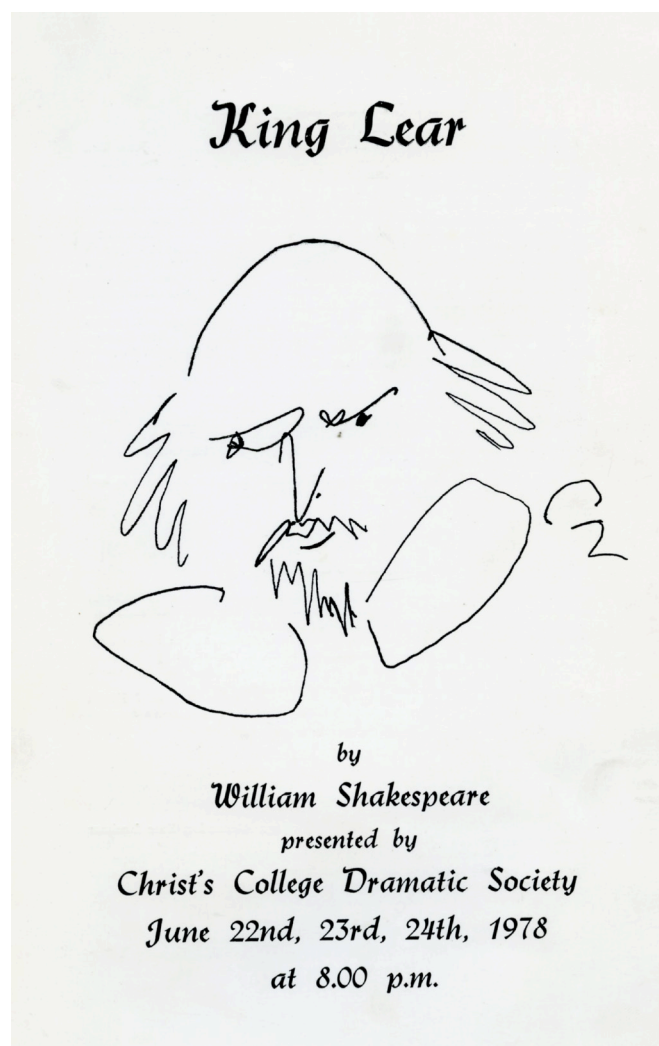 King Lear
by
William Shakespeare
presented by
Christ's College Dramatic Society
June 22nd, 23rd, 24th, 1978
at 8.00 p.m.